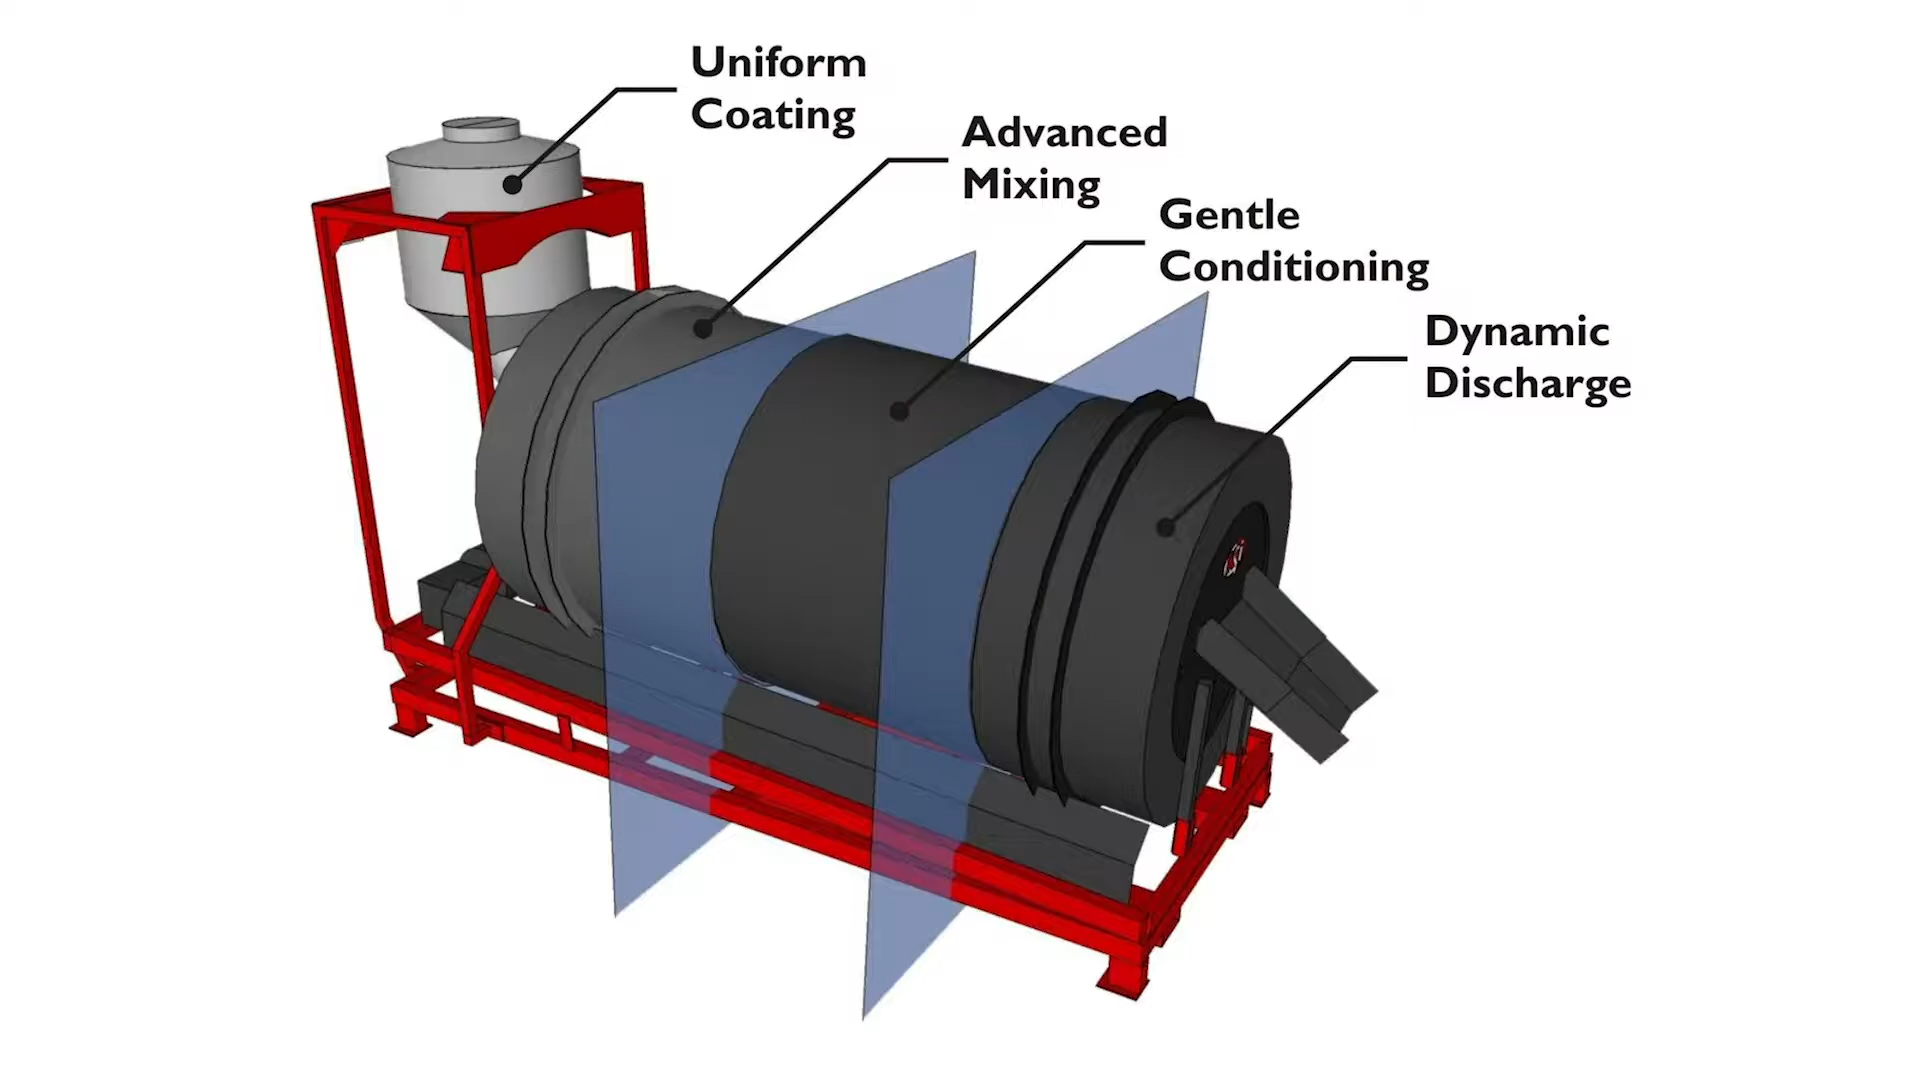 Uniform
Coating
Advanced
Mixing
Gentle
Conditioning
Dynamic
Discharge